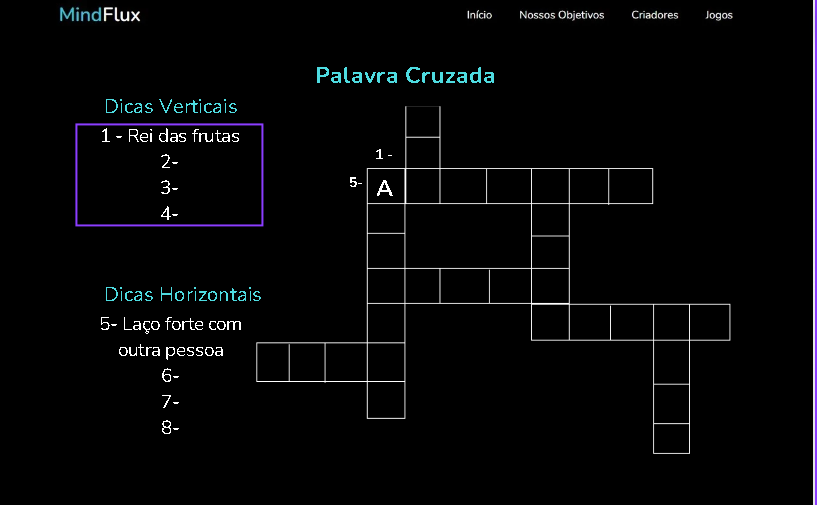 MindFlux
Início Nossos Objetivos Criadores Jogos
Palavra Cruzada
Dicas Verticais
1 - Rei das frutas
2-
3-
4-
1 -
5- A
Dicas Horizontais
5- Laço forte com
outra pessoa
6-
7-
8-